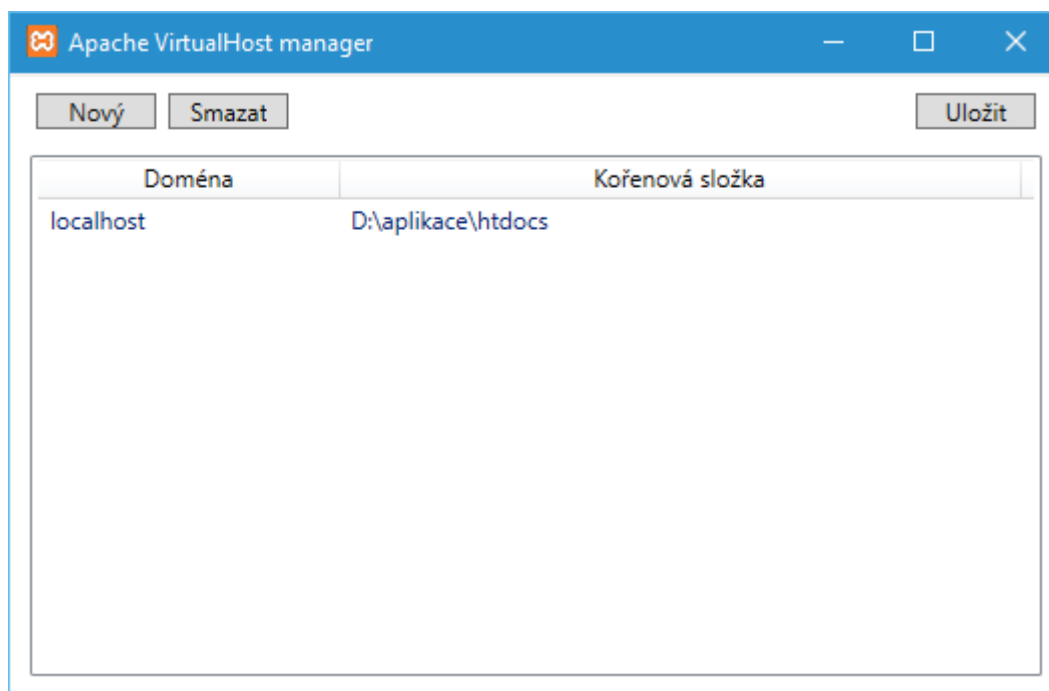 Apache VirtualHost manager
Nový Smazat Uložit
Doména Kořenová složka
localhost D:\aplikace\htdocs